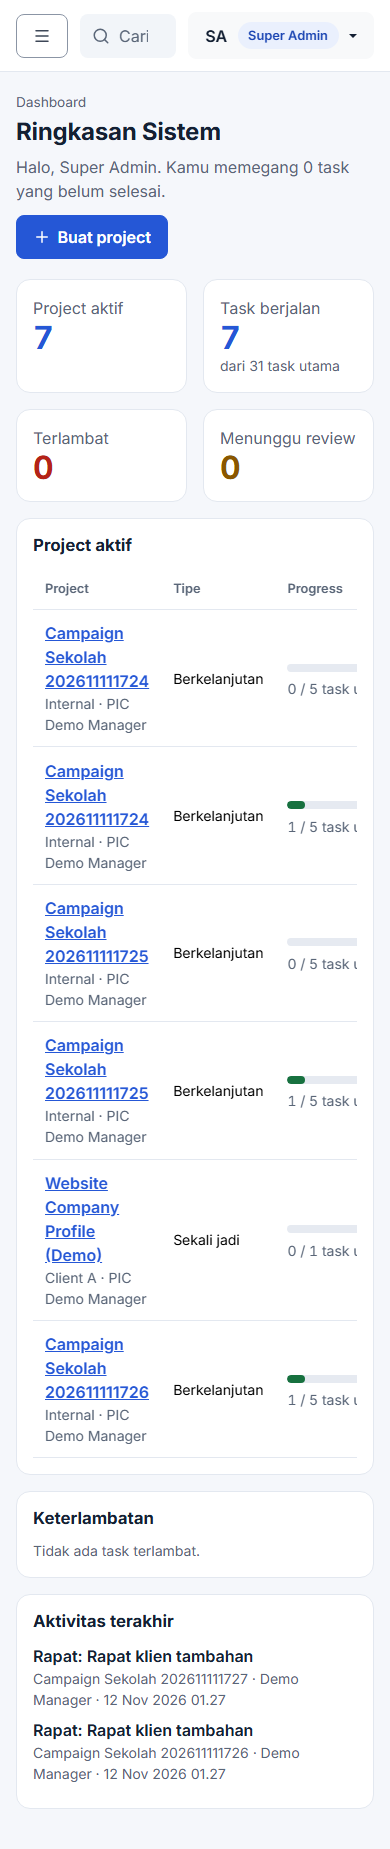 Cari
SA Super Admin
Dashboard
Ringkasan Sistem
Halo, Super Admin. Kamu memegang 0 task
yang belum selesai.
+ Buat project
Project aktif
7
Task berjalan
7
dari 31 task utama
Terlambat
0
Menunggu review
0
Project aktif
Project Tipe Progress
Campaign
Sekolah
202611111724
Internal · PIC
Demo Manager
Berkelanjutan
0 / 5 task
Campaign
Sekolah
202611111724
Internal · PIC
Demo Manager
Berkelanjutan
1 / 5 task
Campaign
Sekolah
202611111725
Internal · PIC
Demo Manager
Berkelanjutan
0 / 5 task
Campaign
Sekolah
202611111725
Internal · PIC
Demo Manager
Berkelanjutan
1 / 5 task
Website
Company
Profile
(Demo)
Client A · PIC
Demo Manager
Sekali jadi
0 / 1 task
Campaign
Sekolah
202611111726
Internal · PIC
Demo Manager
Berkelanjutan
1 / 5 task
Keterlambatan
Tidak ada task terlambat.
Aktivitas terakhir
Rapat: Rapat klien tambahan
Campaign Sekolah 202611111727 · Demo
Manager · 12 Nov 2026 01.27
Rapat: Rapat klien tambahan
Campaign Sekolah 202611111726 · Demo
Manager · 12 Nov 2026 01.27